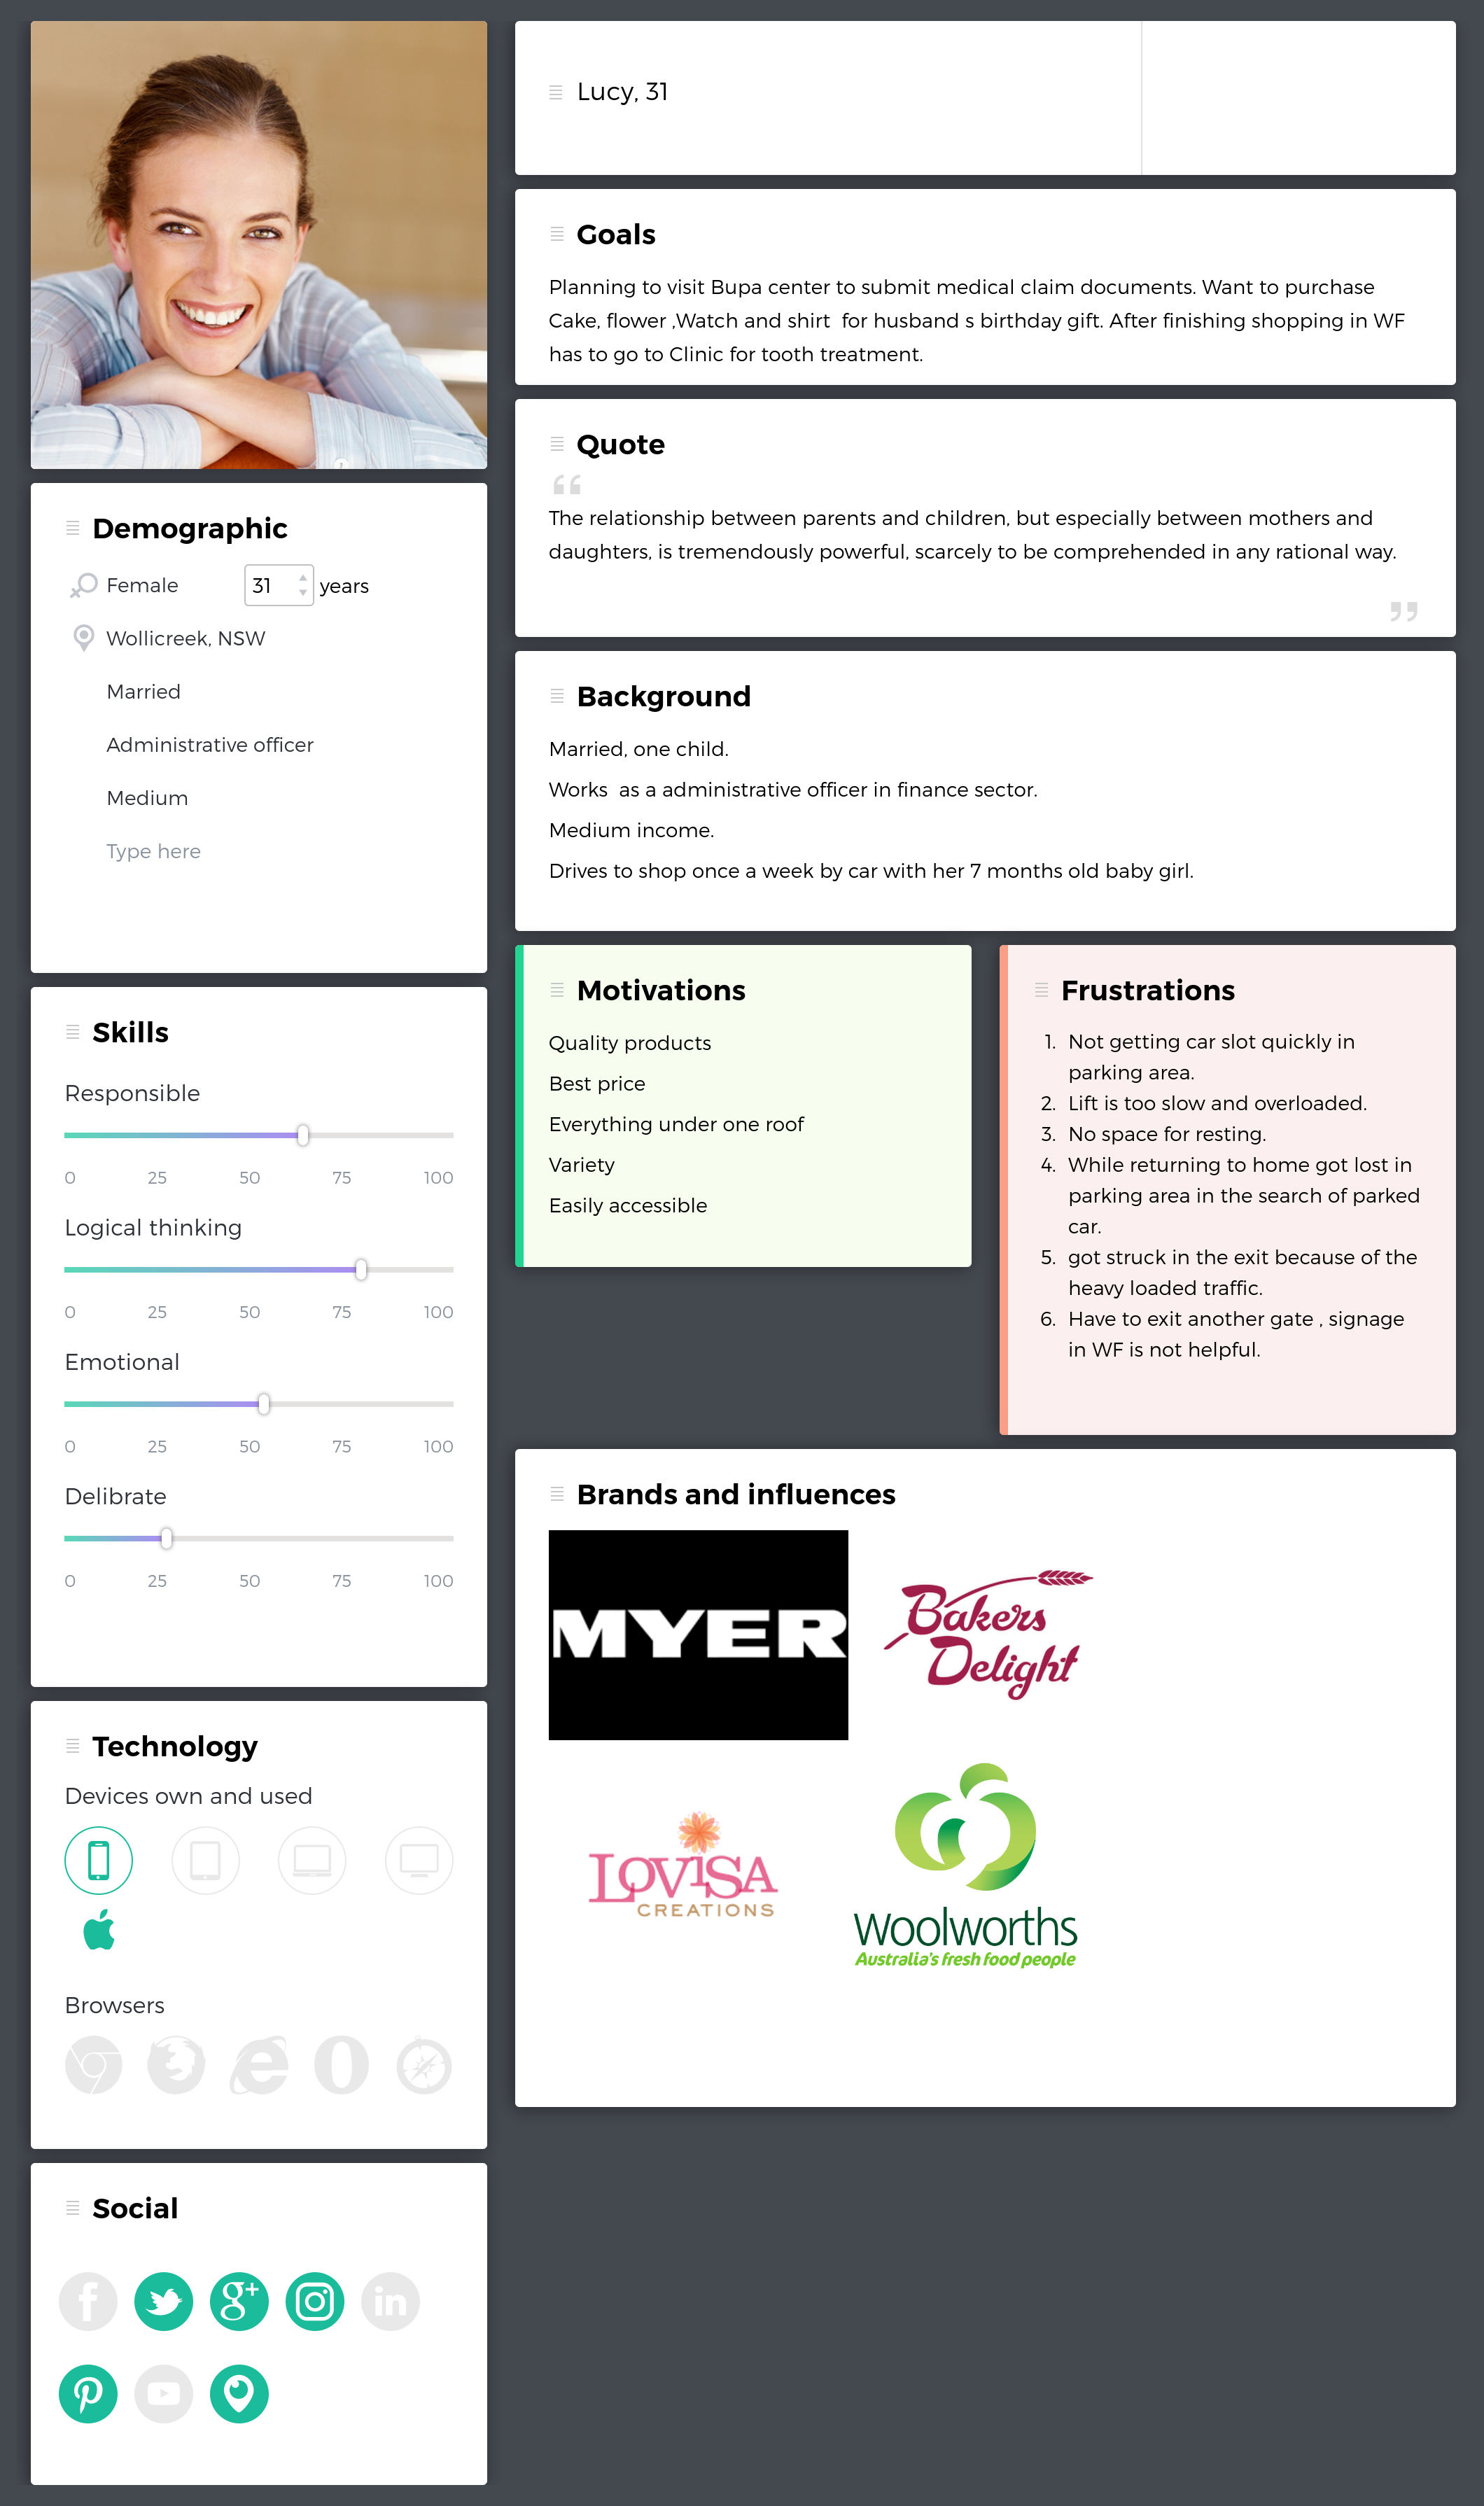 Lucy, 31
Goals
Planning to visit Bupa center to submit medical claim documents. Want to purchase
Cake, flower ,Watch and shirt  for husband s birthday gift. After finishing shopping in WF
has to go to Clinic for tooth treatment.
Quote
“
The relationship between parents and children, but especially between mothers and
daughters, is tremendously powerful, scarcely to be comprehended in any rational way.
”
Demographic
Female 31 years
Wollicreek, NSW
Married
Administrative officer
Medium
Type here
Background
Married, one child.
Works  as a administrative officer in finance sector.
Medium income.
Drives to shop once a week by car with her 7 months old baby girl.
Skills
Responsible
0 25 50 75 100
Logical thinking
0 25 50 75 100
Emotional
0 25 50 75 100
Delibrate
0 25 50 75 100
Motivations
Quality products
Best price
Everything under one roof
Variety
Easily accessible
Frustrations
1. Not getting car slot quickly in
parking area.
2. Lift is too slow and overloaded.
3. No space for resting.
4. While returning to home got lost in
parking area in the search of parked
car.
5. got struck in the exit because of the
heavy loaded traffic.
6. Have to exit another gate , signage
in WF is not helpful.
Brands and influences
MYER
Bakers
Delight
LOVISA
CREATIONS
Woolworths
Australia's fresh food people
Technology
Devices own and used
Browsers
Social